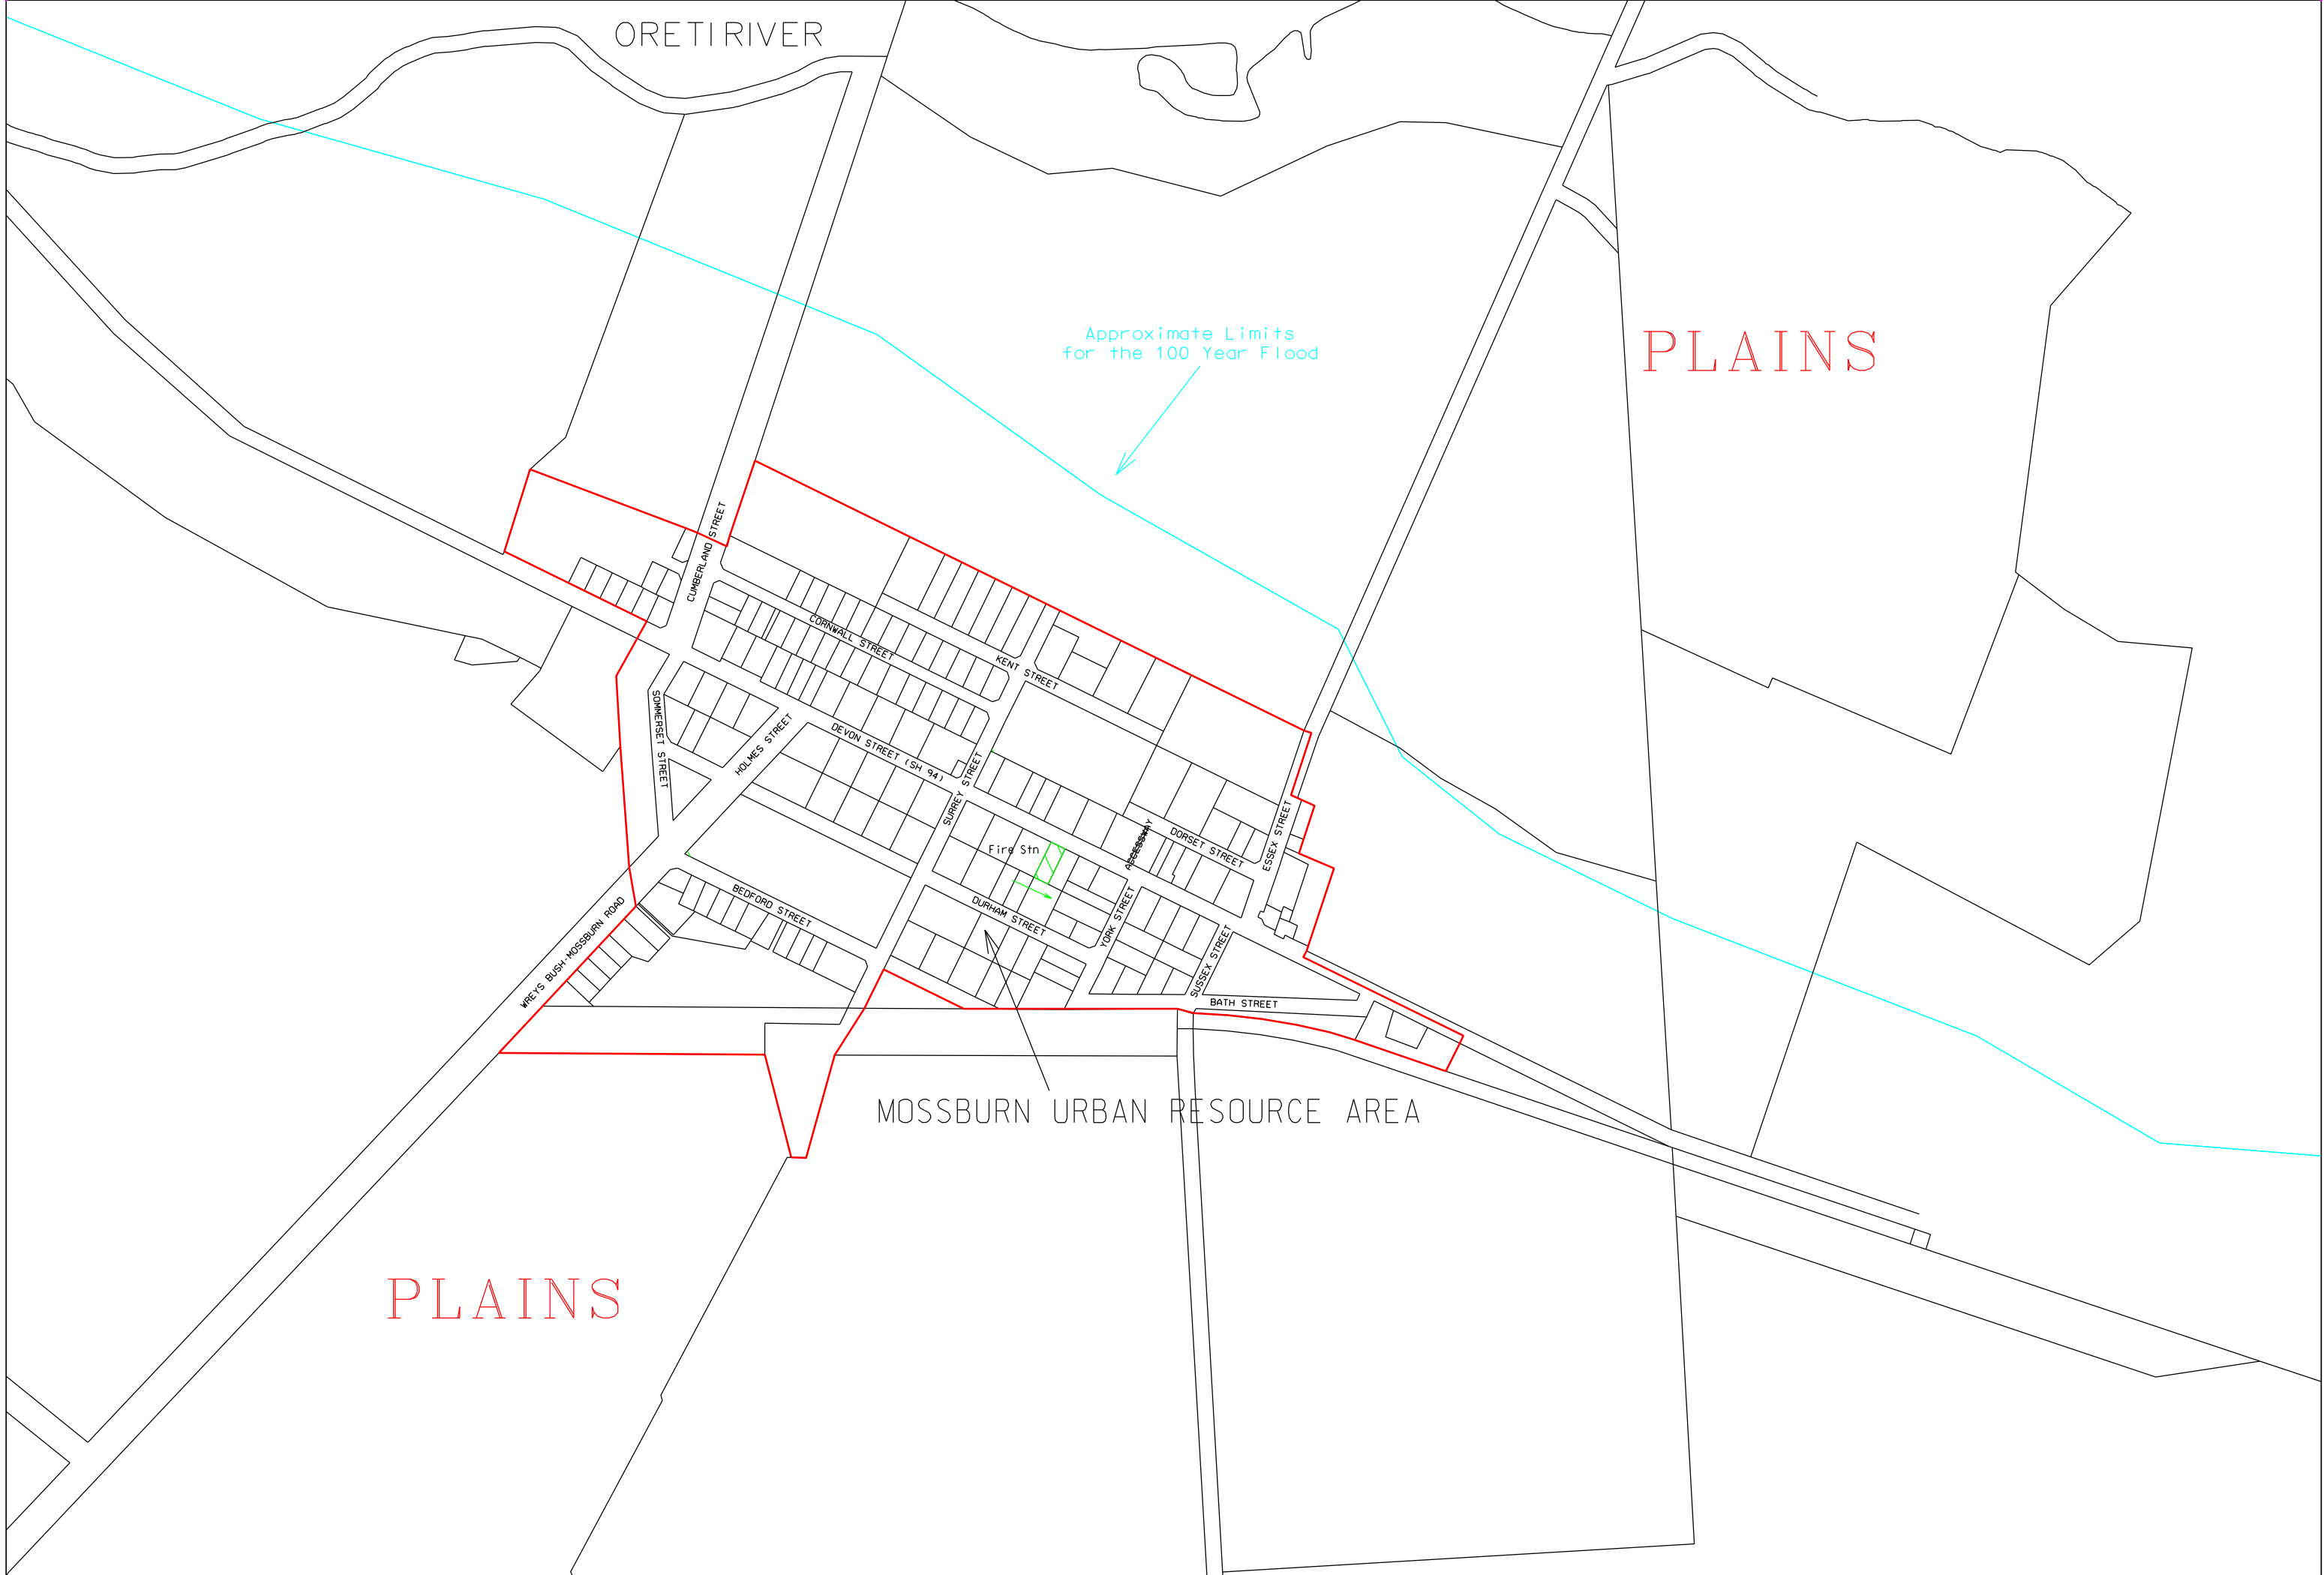 ORETI RIVER
Approximate Limits
for the 100 Year Flood
PLAINS
CUMBERLAND STREET
CORNWALL STREET
KENT STREET
SOMMERSET STREET
HOLMES STREET
DEVON STREET (SH 94)
SURREY STREET
ACCESSWAY
DORSET STREET
ESSEX STREET
Fire Stn
BEDFORD STREET
DURHAM STREET
YORK STREET
SUSSEX STREET
WREYS BUSH-MOSSBURN ROAD
BATH STREET
MOSSBURN URBAN RESOURCE AREA
PLAINS